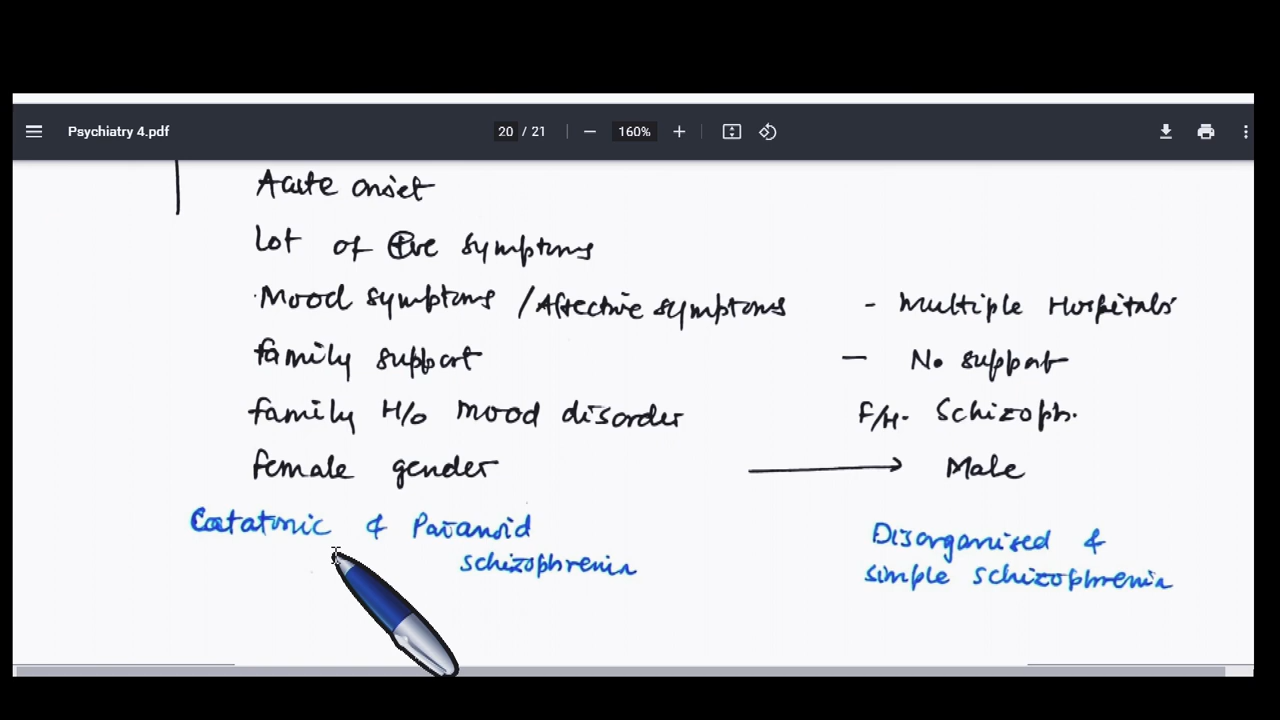 Psychiatry 4.pdf 20 / 21 160%
Acute onset
Lot of ⊕ve symptoms
Mood symptoms / Affective symptoms - Multiple Hospitals
family support — No support
family H/o Mood disorder F/H. Schizoph.
female gender → Male
Catatonic & Paranoid
schizophrenia
Disorganised &
simple schizophrenia